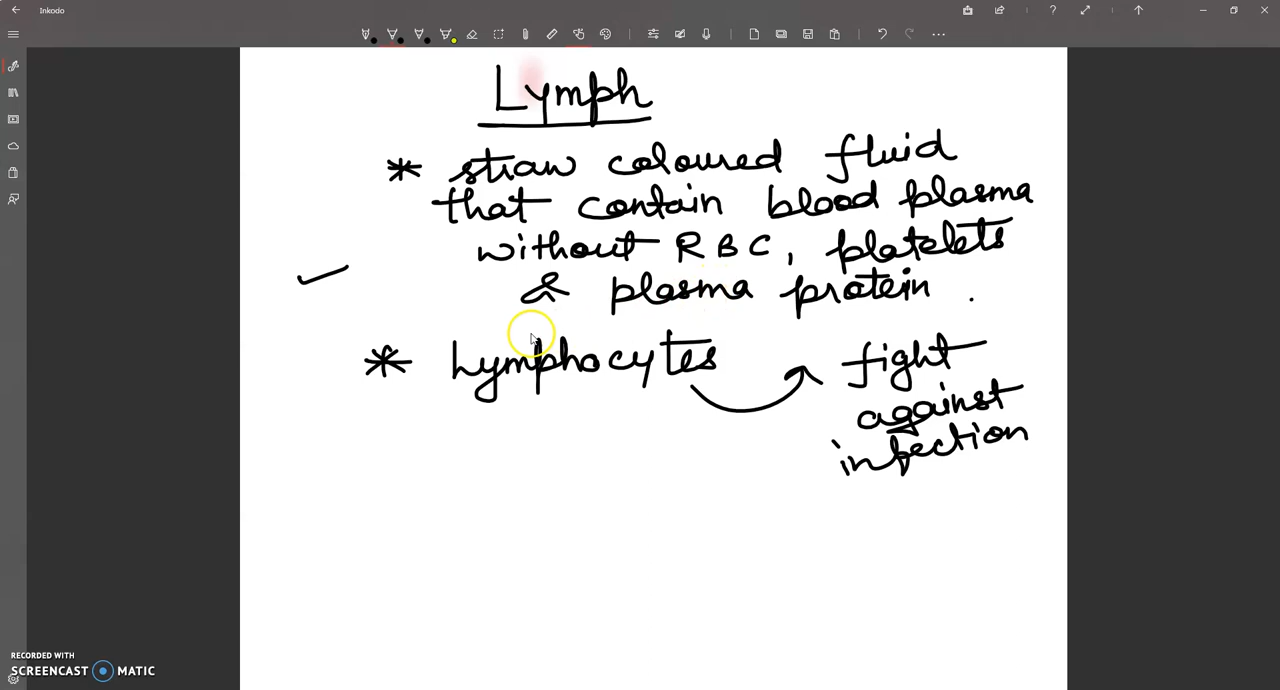 Inkodo
Lymph
* straw coloured fluid
that contain blood plasma
without RBC, platelets
& plasma protein.
* Lymphocytes → fight
against
infection
RECORDED WITH
SCREENCAST MATIC